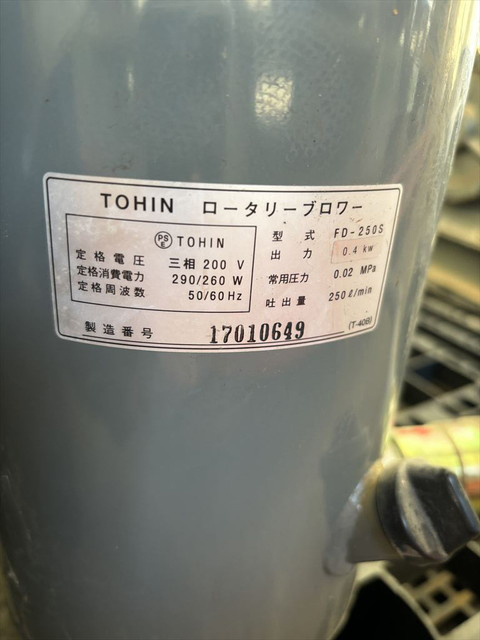 TOHIN ロータリーブロワー
PSE TOHIN
定格電圧 三相 200 V
定格消費電力 290/260 W
定格周波数 50/60 Hz
型式 FD-250S
出力 0.4 kw
常用圧力 0.02 MPa
吐出量 250ℓ/min
製造番号 17010649
(T-40B)